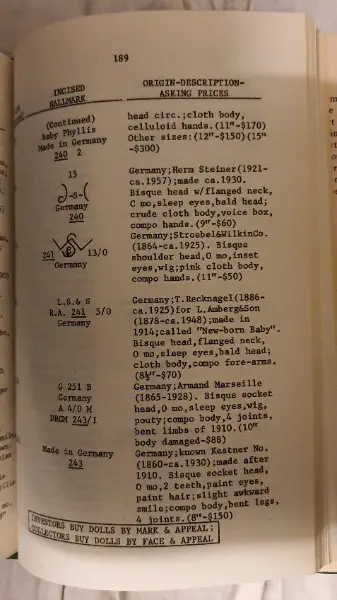 189
INCISED
HALLMARK
ORIGIN-DESCRIPTION-
ASKING PRICES
(Continued)
Baby Phyllis
Made in Germany
240 2
head circ.;cloth body,
celluloid hands.(11"-$170)
Other sizes:(12"-$150)(15"
-$300)
15
-S-
Germany
240
Germany;Herm Steiner(1921-
ca.1957);made ca.1930.
Bisque head w/flanged neck,
C mo,sleep eyes,bald head;
crude cloth body,voice box,
compo hands.(9"-$60)
241 13/0
Germany
Germany;Strobel&WilkinCo.
(1864-ca.1925). Bisque
shoulder head,O mo,inset
eyes,wig;pink cloth body,
compo hands.(11"-$50)
L.S.& S
R.A. 241 5/0
Germany
Germany;T.Recknagel(1886-
ca.1925)for L.Amberg&Son
(1878-ca.1948);made in
1914;called "New-born Baby".
Bisque head,flanged neck,
O mo,sleep eyes,bald head;
cloth body,compo fore-arms.
(8½"-$70)
G 251 B
Germany
A 4/0 M
DRGM 243/1
Germany;Armand Marseille
(1865-1928). Bisque socket
head,O mo,sleep eyes,wig,
pouty;compo body,4 joints,
bent limbs of 1910.(10"
body damaged-$88)
Made in Germany
243
Germany;known Kestner No.
(1860-ca.1930);made after
1910. Bisque socket head,
O mo,2 teeth,paint eyes,
paint hair;slight awkward
smile;compo body,bent legs,
4 joints.(8"-$150)
INVESTORS BUY DOLLS BY MARK & APPEAL;
COLLECTORS BUY DOLLS BY FACE & APPEAL